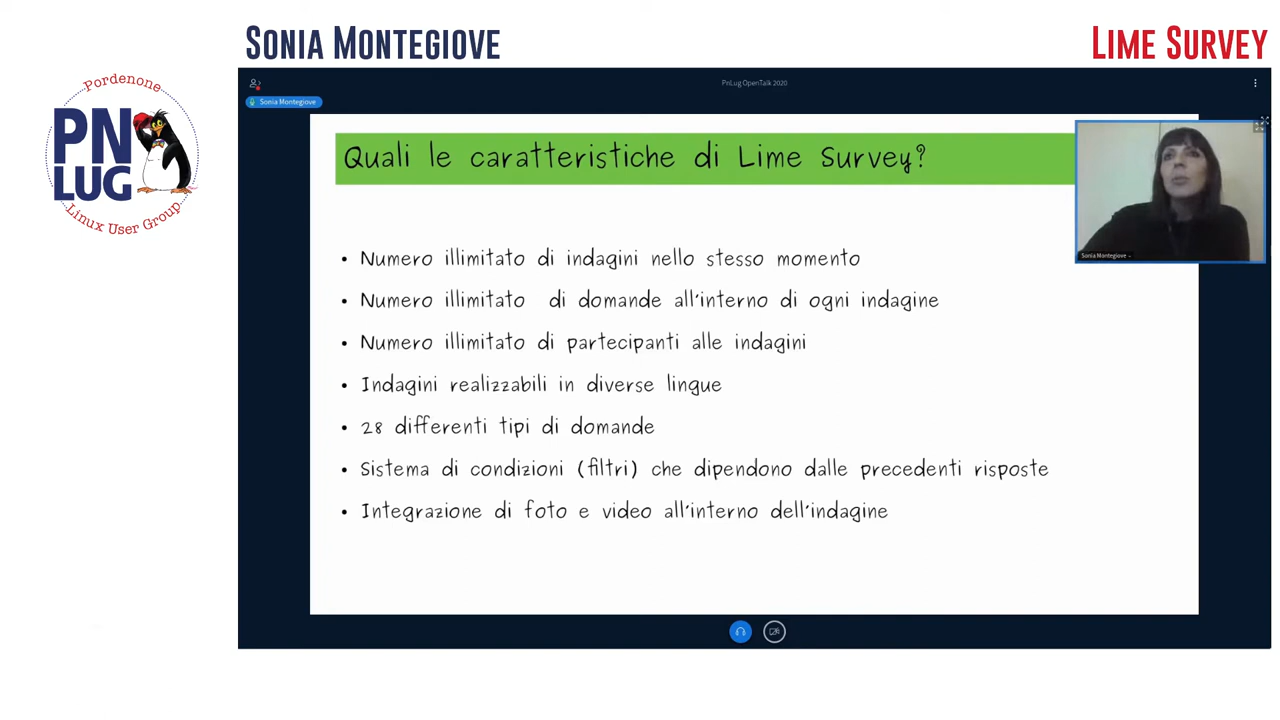 SONIA MONTEGIOVE
LIME SURVEY
Pordenone
PN
LUG
Linux User Group
PnLug OpenTalk 2020
Sonia Montegiove
Quali le caratteristiche di Lime Survey?
Sonia Montegiove
• Numero illimitato di indagini nello stesso momento
• Numero illimitato di domande all'interno di ogni indagine
• Numero illimitato di partecipanti alle indagini
• Indagini realizzabili in diverse lingue
• 28 differenti tipi di domande
• Sistema di condizioni (filtri) che dipendono dalle precedenti risposte
• Integrazione di foto e video all'interno dell'indagine